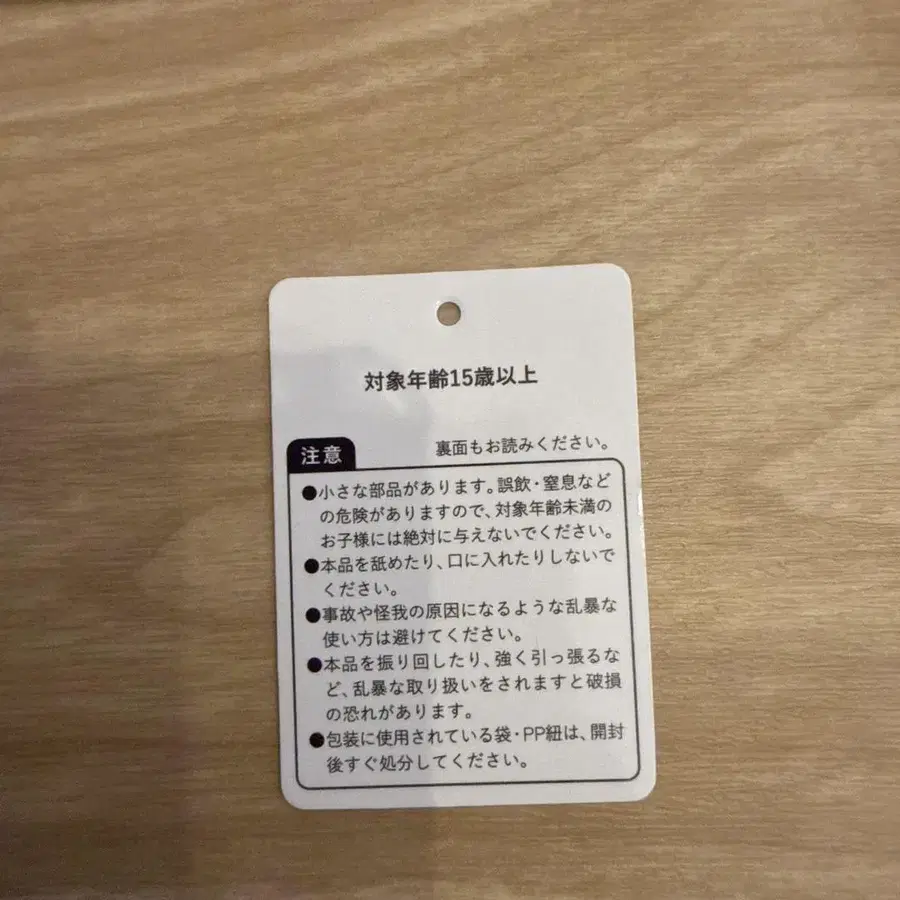 対象年齢15歳以上
注意
裏面もお読みください。
●小さな部品があります。誤飲・窒息など
の危険がありますので、対象年齢未満の
お子様には絶対に与えないでください。
●本品を舐めたり、口に入れたりしないで
ください。
●事故や怪我の原因になるような乱暴な
使い方は避けてください。
●本品を振り回したり、強く引っ張るな
ど、乱暴な取り扱いをされますと破損
の恐れがあります。
●包装に使用されている袋・PP紐は、開封
後すぐ処分してください。